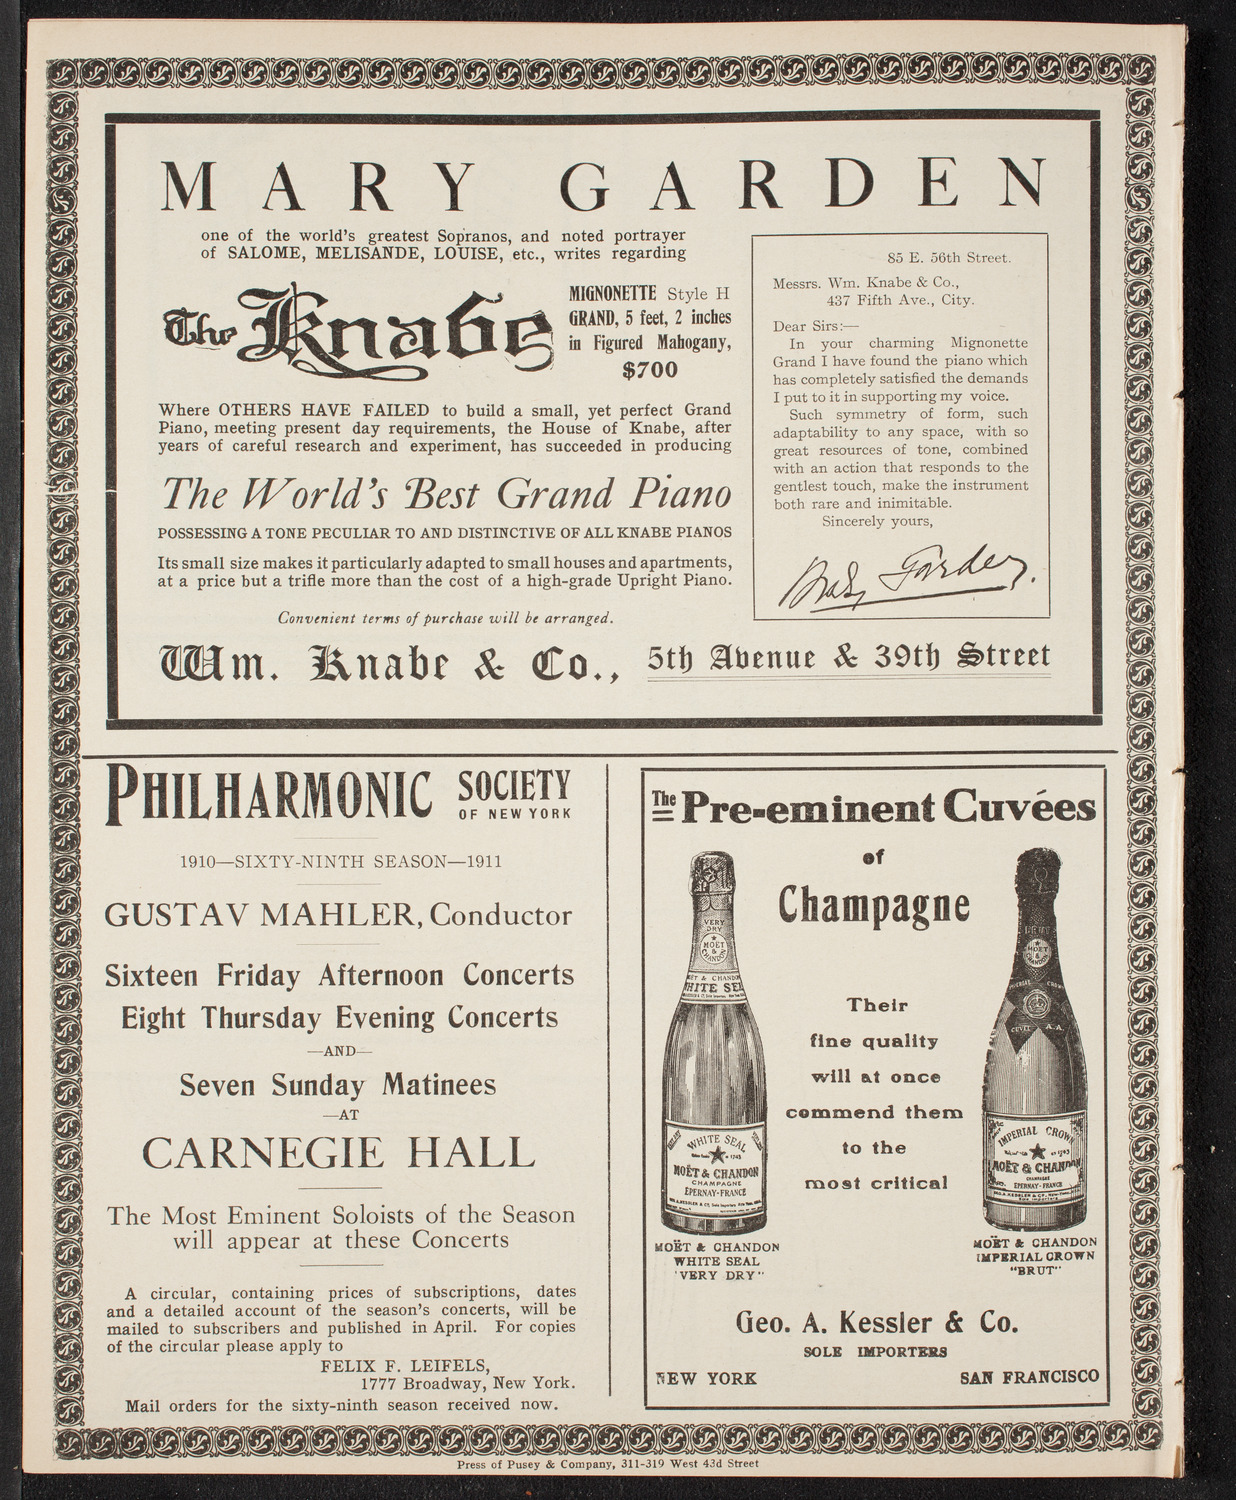 MARY GARDEN
one of the world's greatest Sopranos, and noted portrayer
of SALOME, MELISANDE, LOUISE, etc., writes regarding
The Knabe
MIGNONETTE Style H
GRAND, 5 feet, 2 inches
in Figured Mahogany,
$700
Where OTHERS HAVE FAILED to build a small, yet perfect Grand
Piano, meeting present day requirements, the House of Knabe, after
years of careful research and experiment, has succeeded in producing
The World's Best Grand Piano
POSSESSING A TONE PECULIAR TO AND DISTINCTIVE OF ALL KNABE PIANOS
Its small size makes it particularly adapted to small houses and apartments,
at a price but a trifle more than the cost of a high-grade Upright Piano.
Convenient terms of purchase will be arranged.
85 E. 56th Street.
Messrs. Wm. Knabe & Co.,
437 Fifth Ave., City.
Dear Sirs:—
In your charming Mignonette
Grand I have found the piano which
has completely satisfied the demands
I put to it in supporting my voice.
Such symmetry of form, such
adaptability to any space, with so
great resources of tone, combined
with an action that responds to the
gentlest touch, make the instrument
both rare and inimitable.
Sincerely yours,
Mary Garden.
Wm. Knabe & Co., 5th Avenue & 39th Street
PHILHARMONIC SOCIETY
OF NEW YORK
1910—SIXTY-NINTH SEASON—1911
GUSTAV MAHLER, Conductor
Sixteen Friday Afternoon Concerts
Eight Thursday Evening Concerts
—AND—
Seven Sunday Matinees
—AT
CARNEGIE HALL
The Most Eminent Soloists of the Season
will appear at these Concerts
A circular, containing prices of subscriptions, dates
and a detailed account of the season's concerts, will be
mailed to subscribers and published in April. For copies
of the circular please apply to
FELIX F. LEIFELS,
1777 Broadway, New York.
Mail orders for the sixty-ninth season received now.
The Pre-eminent Cuvées
of
Champagne
Their
fine quality
will at once
commend them
to the
most critical
VERY
DRY
MOËT
&
CHANDON
WHITE SEAL
MOËT & CHANDON
CHAMPAGNE
EPERNAY-FRANCE
MOËT & CHANDON
WHITE SEAL
"VERY DRY"
BRUT
MOËT
&
CHANDON
IMPERIAL CROWN
CUVEE A.A.
IMPERIAL CROWN
MOËT & CHANDON
CHAMPAGNE
EPERNAY-FRANCE
MOËT & CHANDON
IMPERIAL CROWN
"BRUT"
Geo. A. Kessler & Co.
SOLE IMPORTERS
NEW YORK SAN FRANCISCO
Press of Pusey & Company, 311-319 West 43d Street